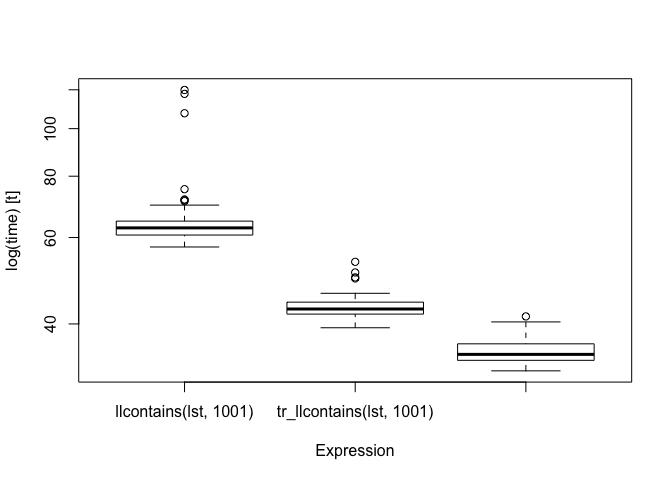 log(time) [t]
100
80
60
40
llcontains(lst, 1001) tr_llcontains(lst, 1001)
Expression